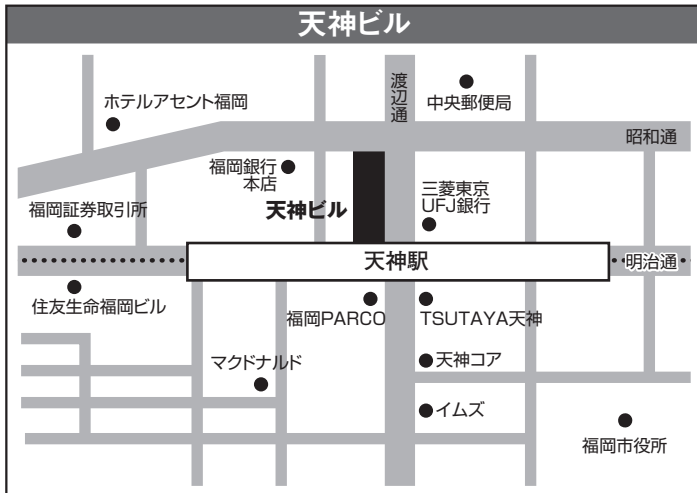 天神ビル
渡辺通
中央郵便局
ホテルアセント福岡
昭和通
福岡銀行
本店
三菱東京
UFJ銀行
天神ビル
福岡証券取引所
天神駅
明治通
住友生命福岡ビル
福岡PARCO
TSUTAYA天神
マクドナルド
天神コア
イムズ
福岡市役所